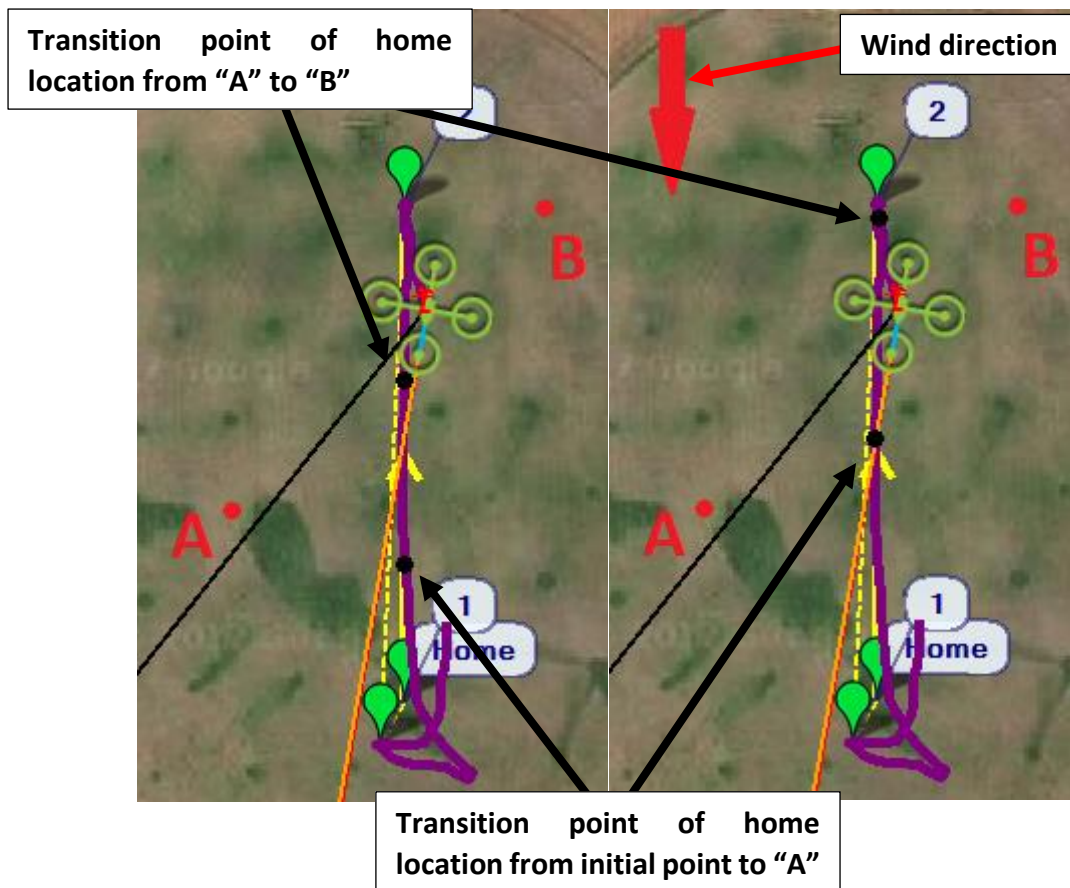 Transition point of home
location from “A” to “B”
Wind direction
2
2
B
B
A
A
1
Home
1
Home
Transition point of home
location from initial point to “A”